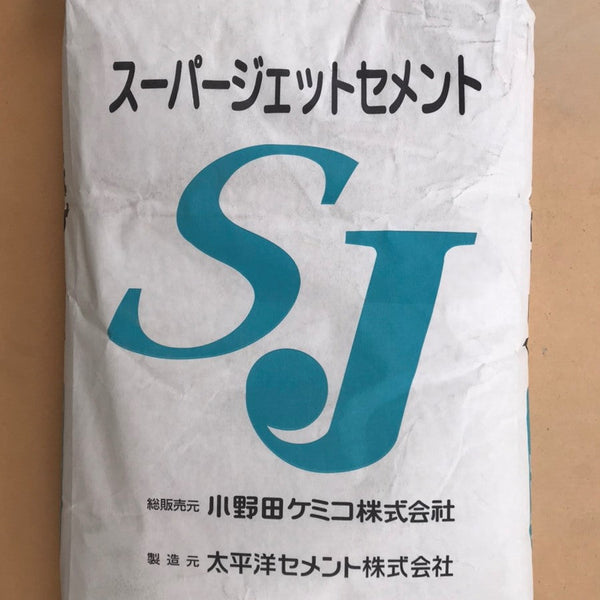 スーパージェットセメント
SJ
総販売元 小野田ケミコ株式会社
製造元 太平洋セメント株式会社